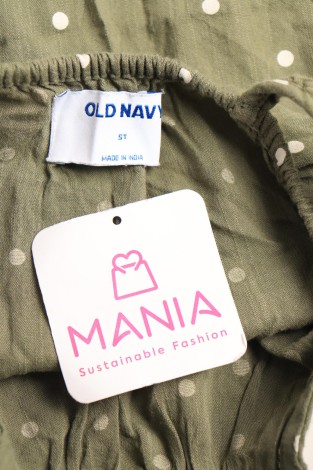 OLD NAVY
ST
MADE IN INDIA
MANIA
Sustainable Fashion